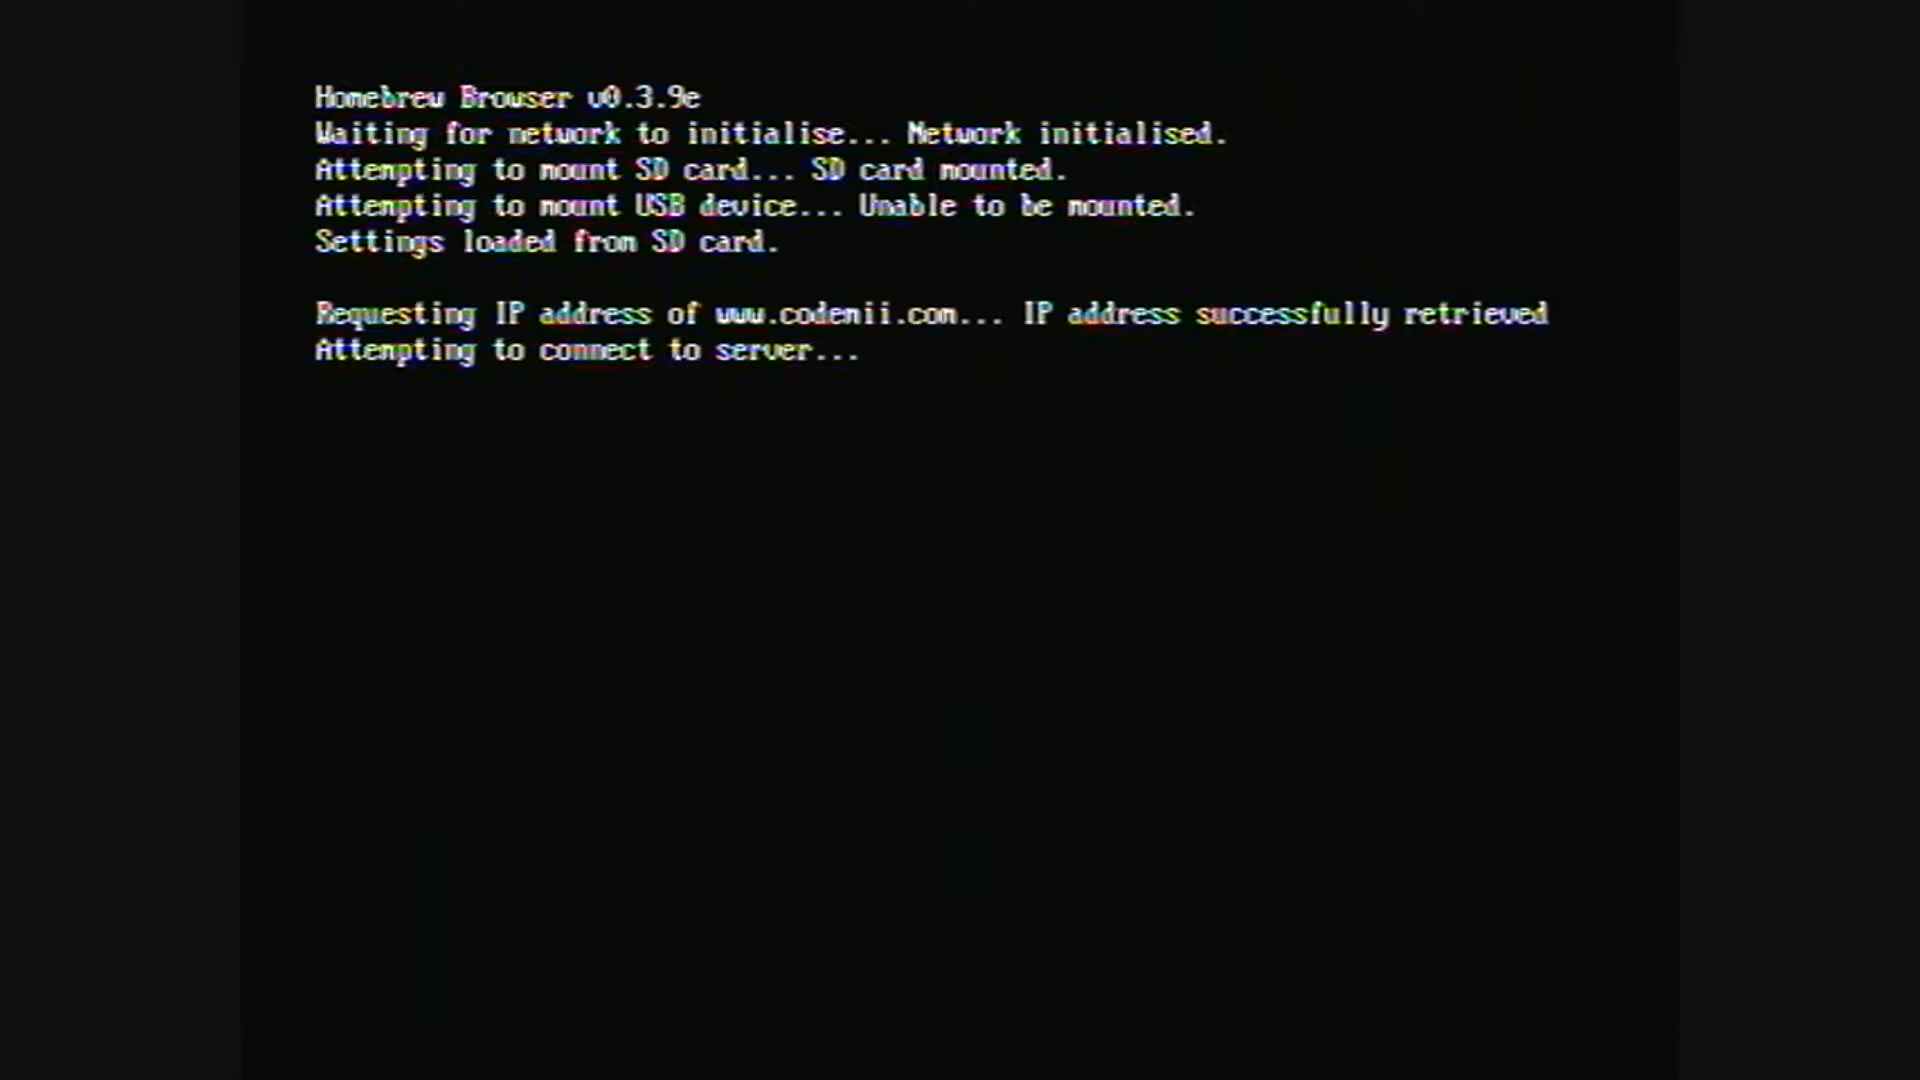 Homebrew Browser v0.3.9e
Waiting for network to initialise... Network initialised.
Attempting to mount SD card... SD card mounted.
Attempting to mount USB device... Unable to be mounted.
Settings loaded from SD card.
Requesting IP address of www.codemii.com... IP address successfully retrieved
Attempting to connect to server...